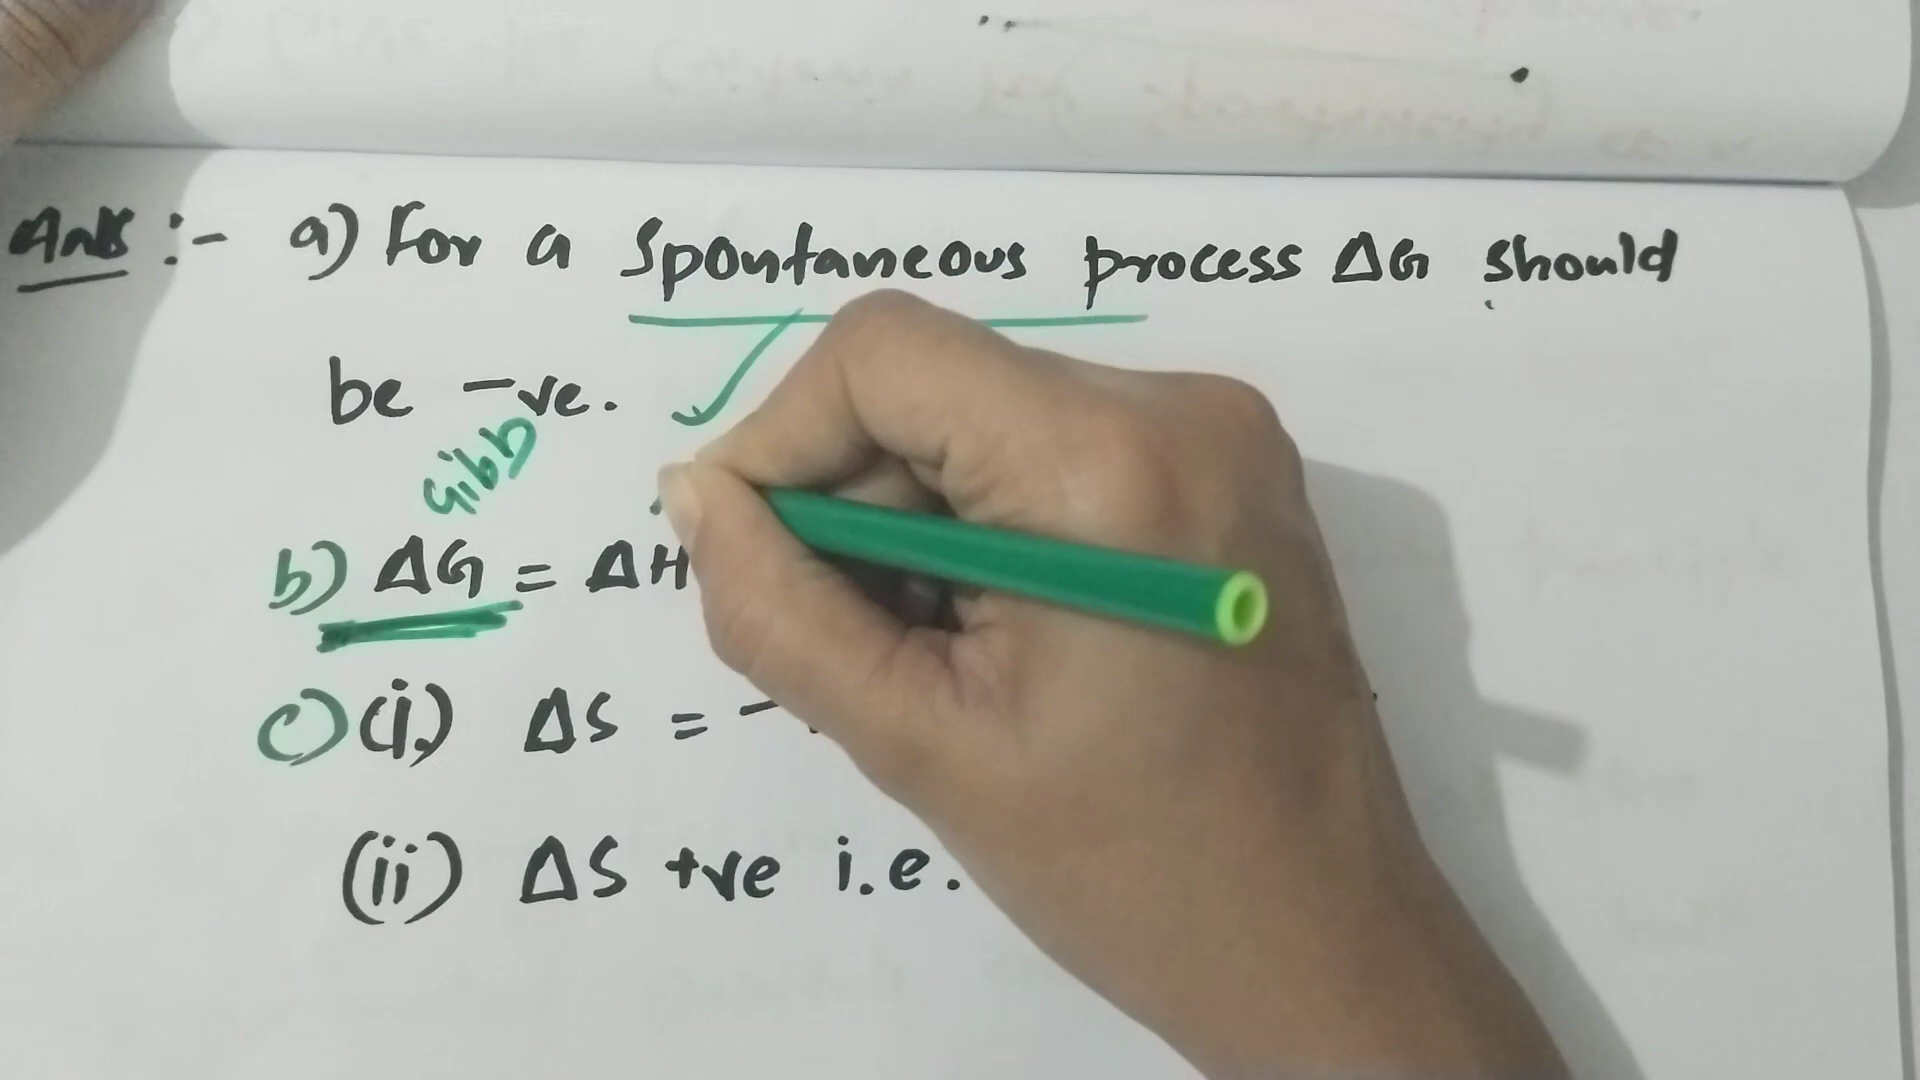 Ans :- a) For a spontaneous process ΔG should
be -ve.
Gibb
b) ΔG = ΔH
c) (i) ΔS = -
(ii) ΔS +ve i.e.